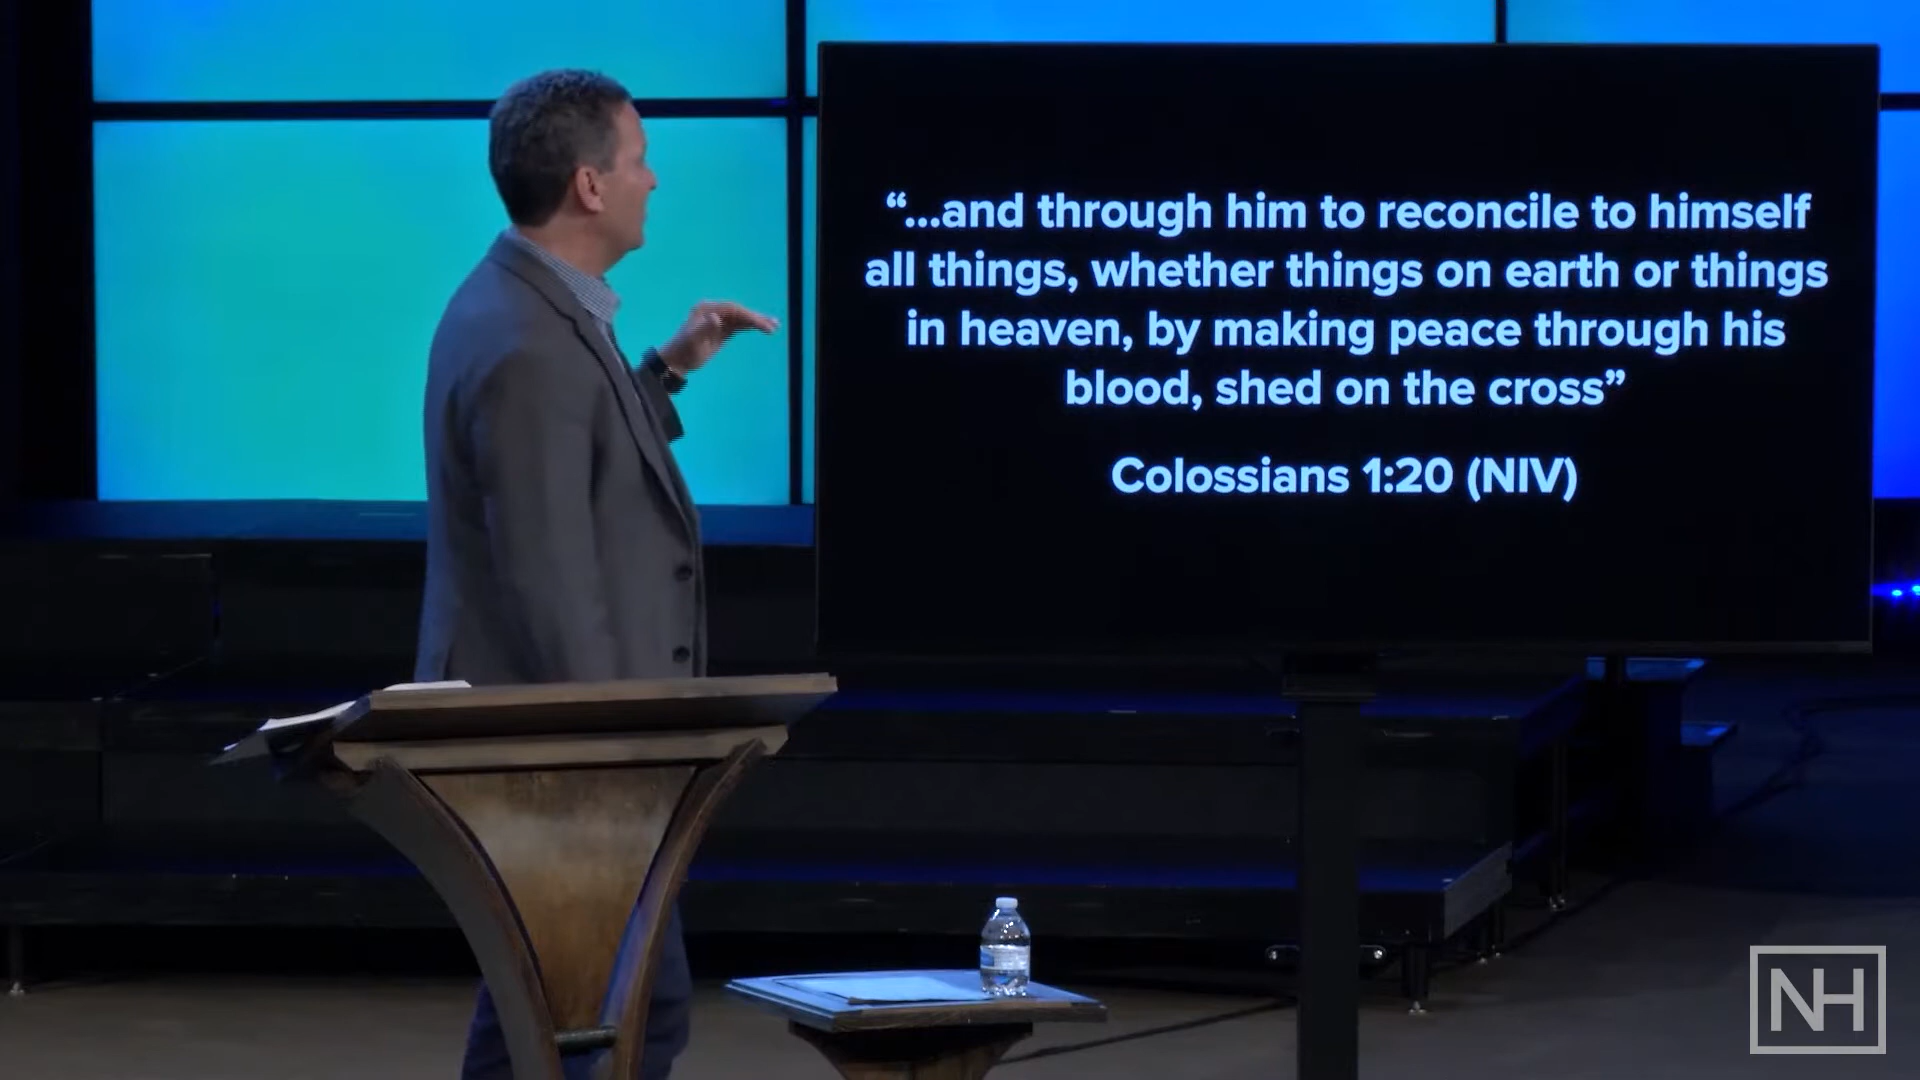 “...and through him to reconcile to himself
all things, whether things on earth or things
in heaven, by making peace through his
blood, shed on the cross”
Colossians 1:20 (NIV)
NH